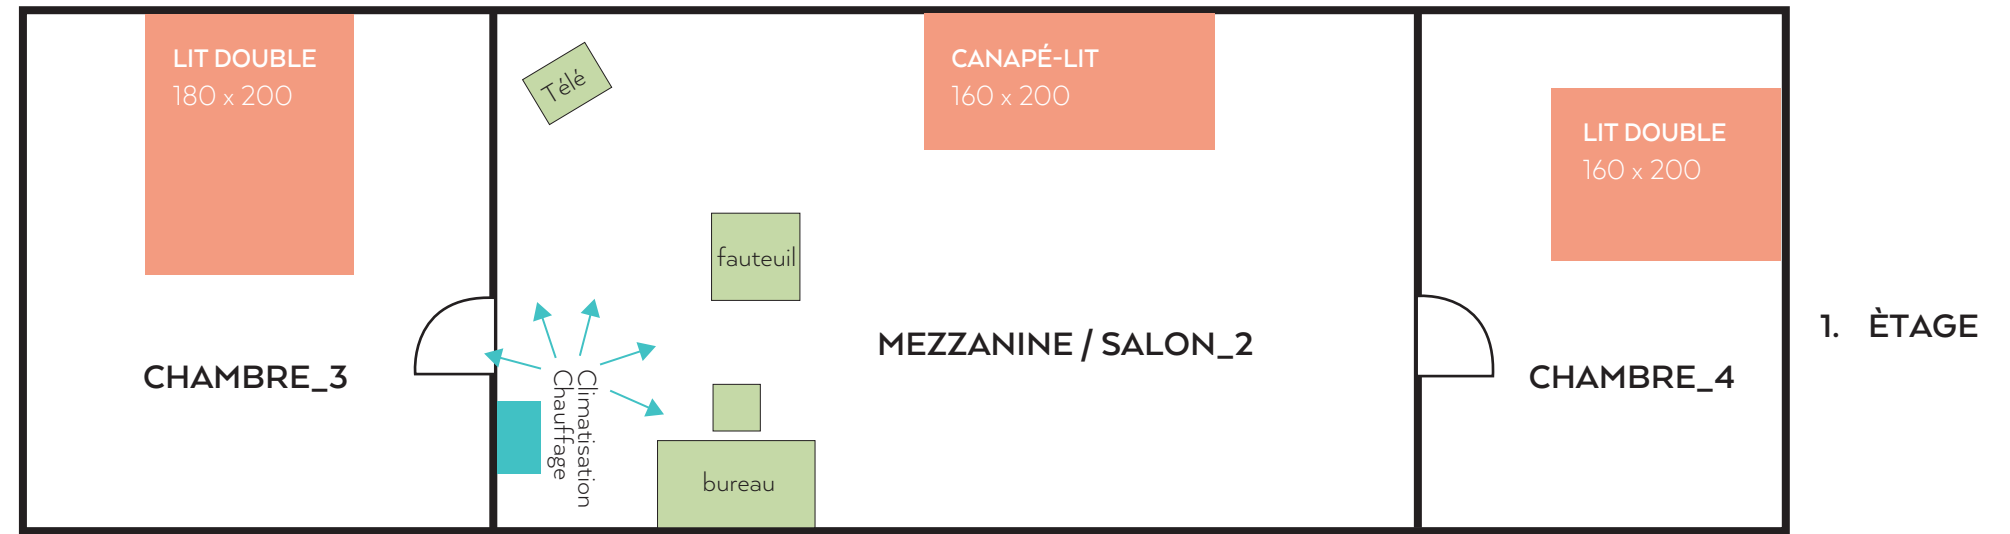 LIT DOUBLE
180 x 200
Télé
CANAPÉ-LIT
160 x 200
LIT DOUBLE
160 x 200
fauteuil
MEZZANINE / SALON_2
1. ÈTAGE
CHAMBRE_3
CHAMBRE_4
Climatisation
Chauffage
bureau